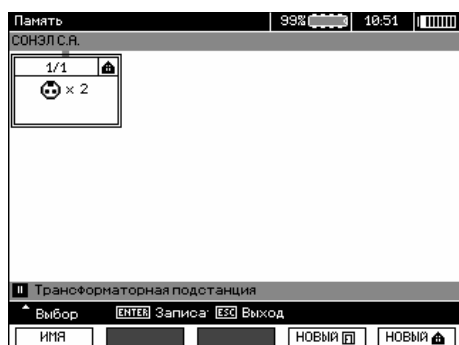 Память 99% 10:51
СОНЭЛ С.А.
1/1
× 2
Трансформаторная подстанция
Выбор ENTER Записа: ESC Выход
ИМЯ НОВЫЙ НОВЫЙ